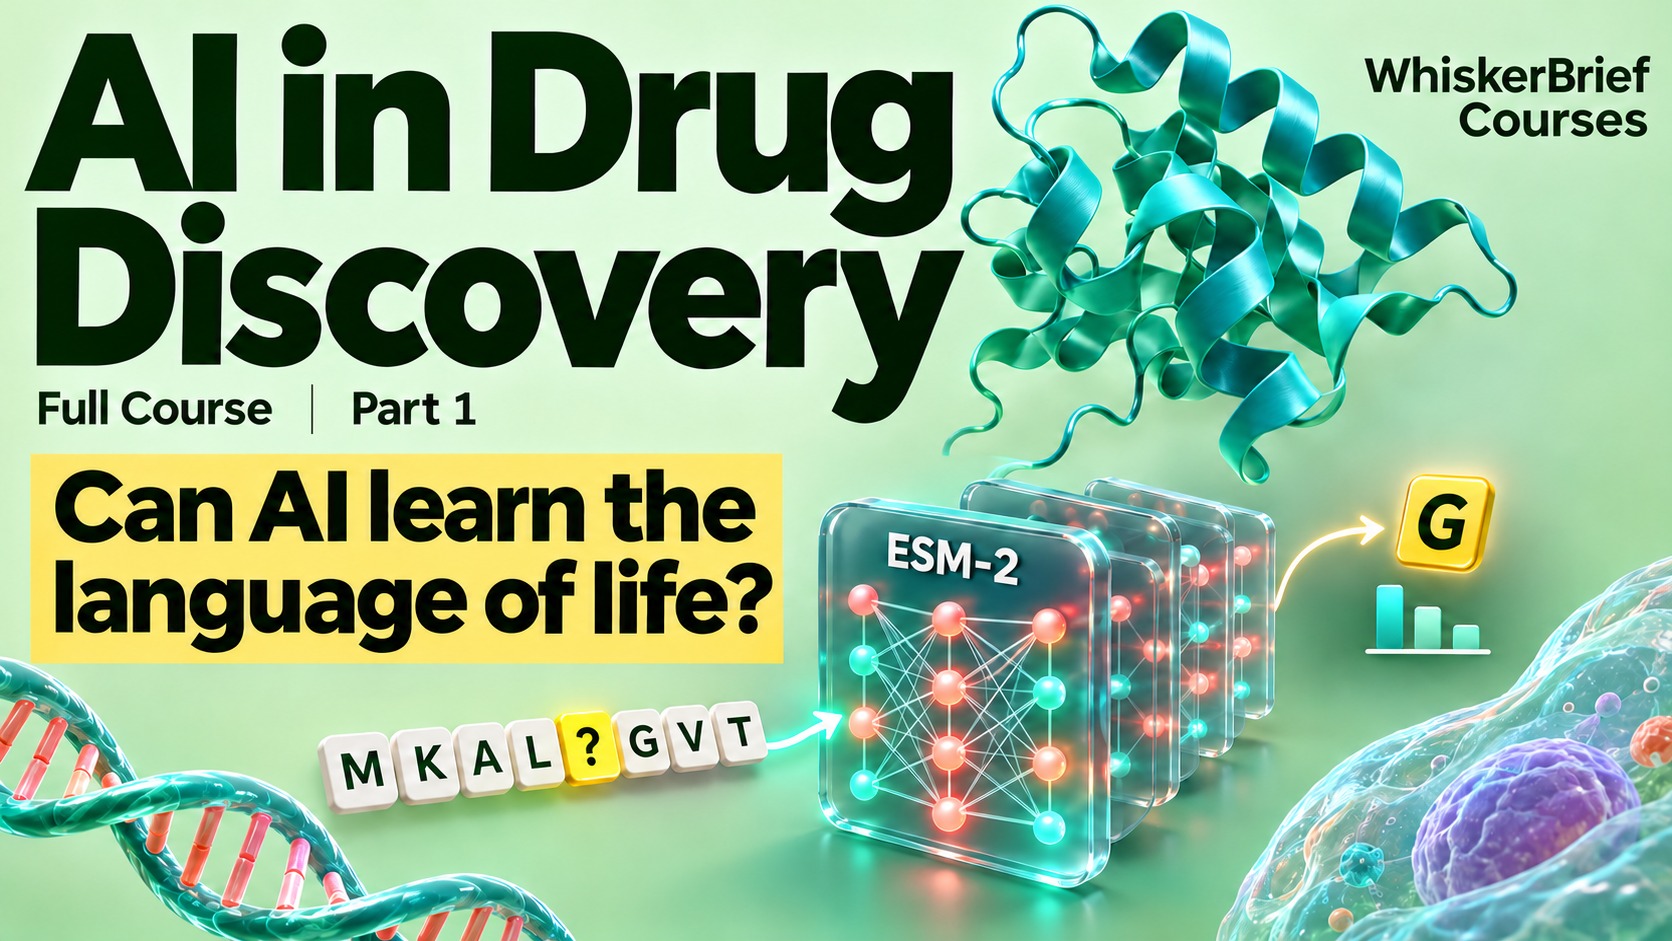 AI in Drug
Discovery
WhiskerBrief
Courses
Full Course | Part 1
Can AI learn the
language of life?
ESM-2
G
M K A L ? G V T